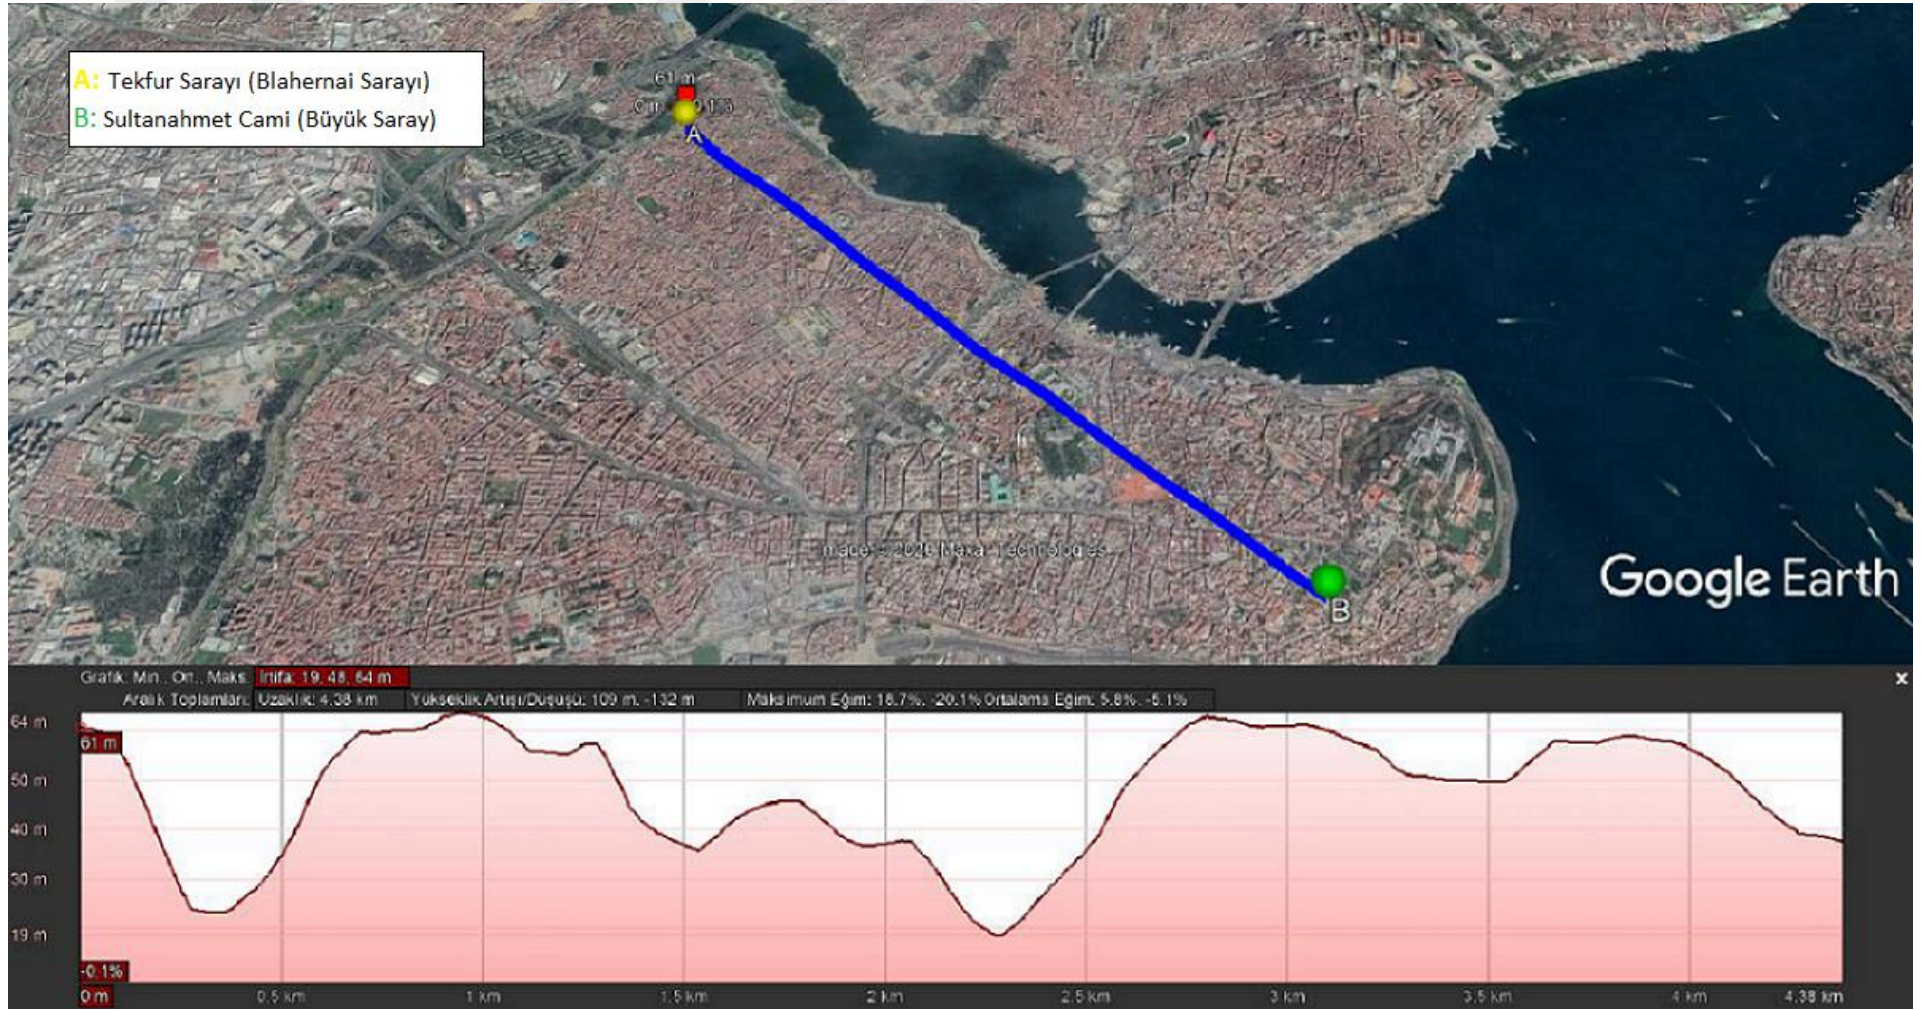 A: Tekfur Sarayı (Blahernai Sarayı)
B: Sultanahmet Cami (Büyük Saray)
61 m
A
B
Technologies
Google Earth
Grafik: Min., Ort., Maks. İrtifa: 19, 48, 64 m
Aralık Toplamları: Uzaklık: 4.38 km Yükseklik Artışı/Düşüşü: 109 m, -132 m Maksimum Eğim: 18.7%, -20.1% Ortalama Eğim: 5.8%, -5.1%
64 m
61 m
50 m
40 m
30 m
19 m
-0.1%
0 m 0.5 km 1 km 1.5 km 2 km 2.5 km 3 km 3.5 km 4 km 4.38 km